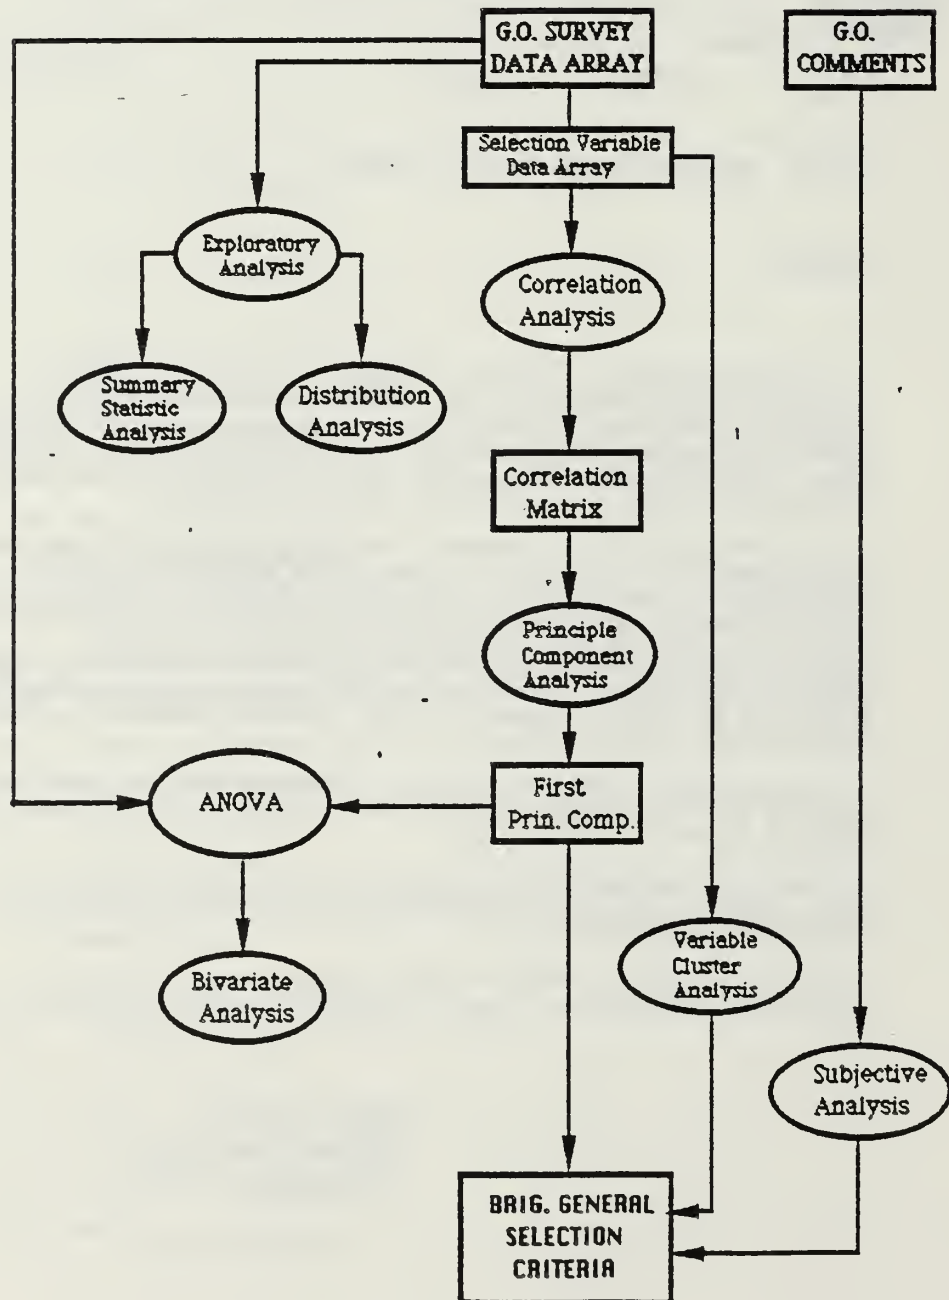 G.O. SURVEY
DATA ARRAY
G.O.
COMMENTS
Selection Variable
Data Array
Exploratory
Analysis
Correlation
Analysis
Summary
Statistic
Analysis
Distribution
Analysis
Correlation
Matrix
Principle
Component
Analysis
ANOVA
First
Prin. Comp.
Variable
Cluster
Analysis
Bivariate
Analysis
Subjective
Analysis
BRIG. GENERAL
SELECTION
CRITERIA